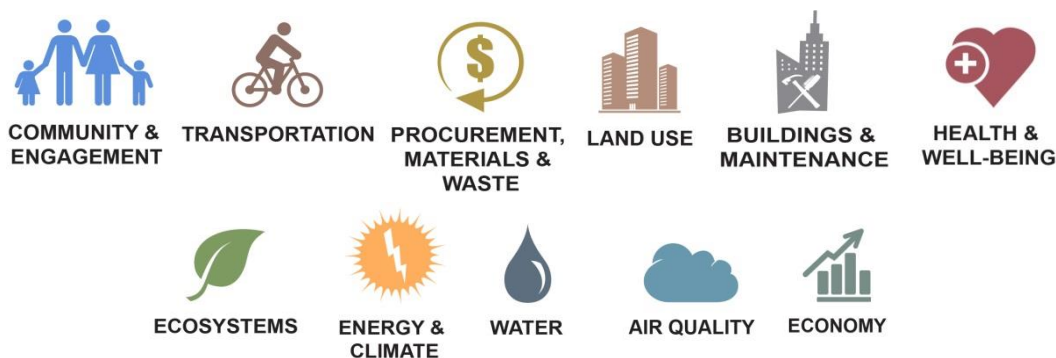 $
COMMUNITY &
ENGAGEMENT
TRANSPORTATION
PROCUREMENT,
MATERIALS &
WASTE
LAND USE
BUILDINGS &
MAINTENANCE
HEALTH &
WELL-BEING
ECOSYSTEMS
ENERGY &
CLIMATE
WATER
AIR QUALITY
ECONOMY